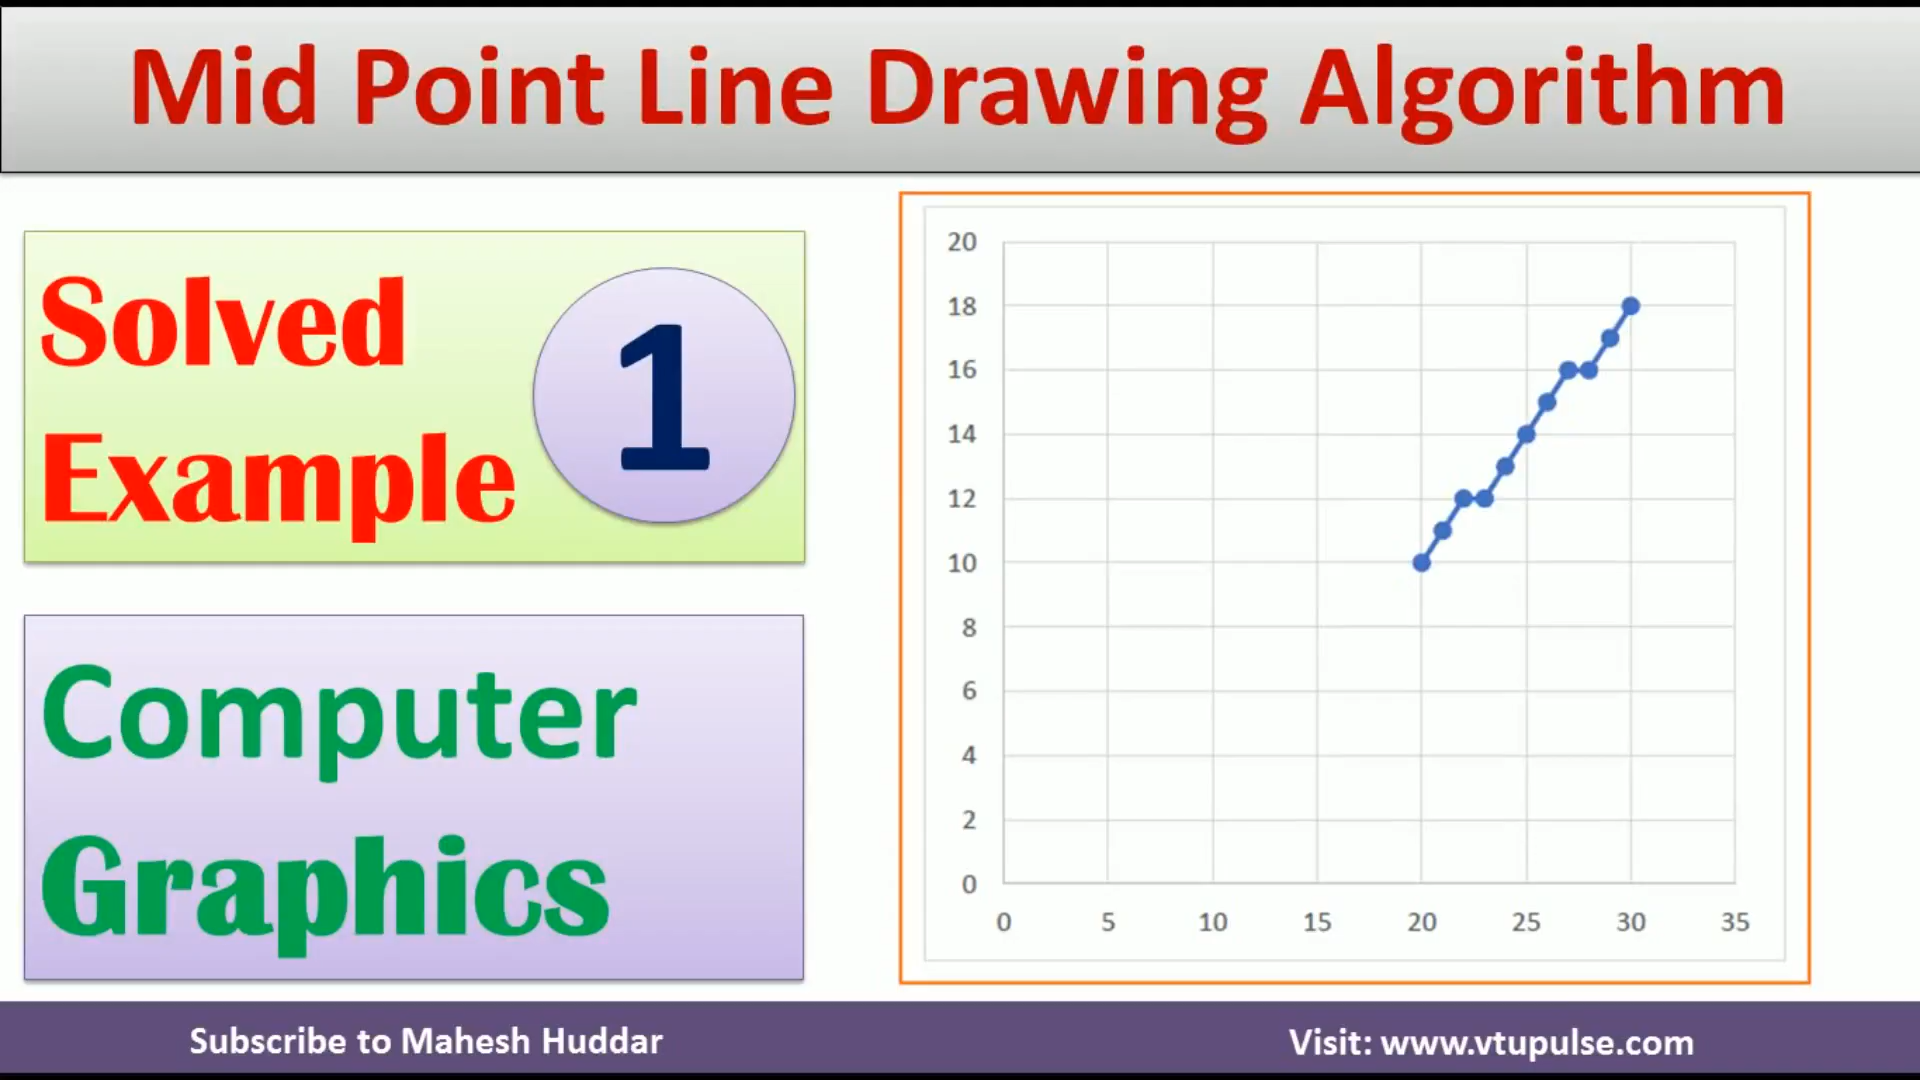 Mid Point Line Drawing Algorithm
Solved
Example
1
Computer
Graphics
20
18
16
14
12
10
8
6
4
2
0
0 5 10 15 20 25 30 35
Subscribe to Mahesh Huddar
Visit: www.vtupulse.com